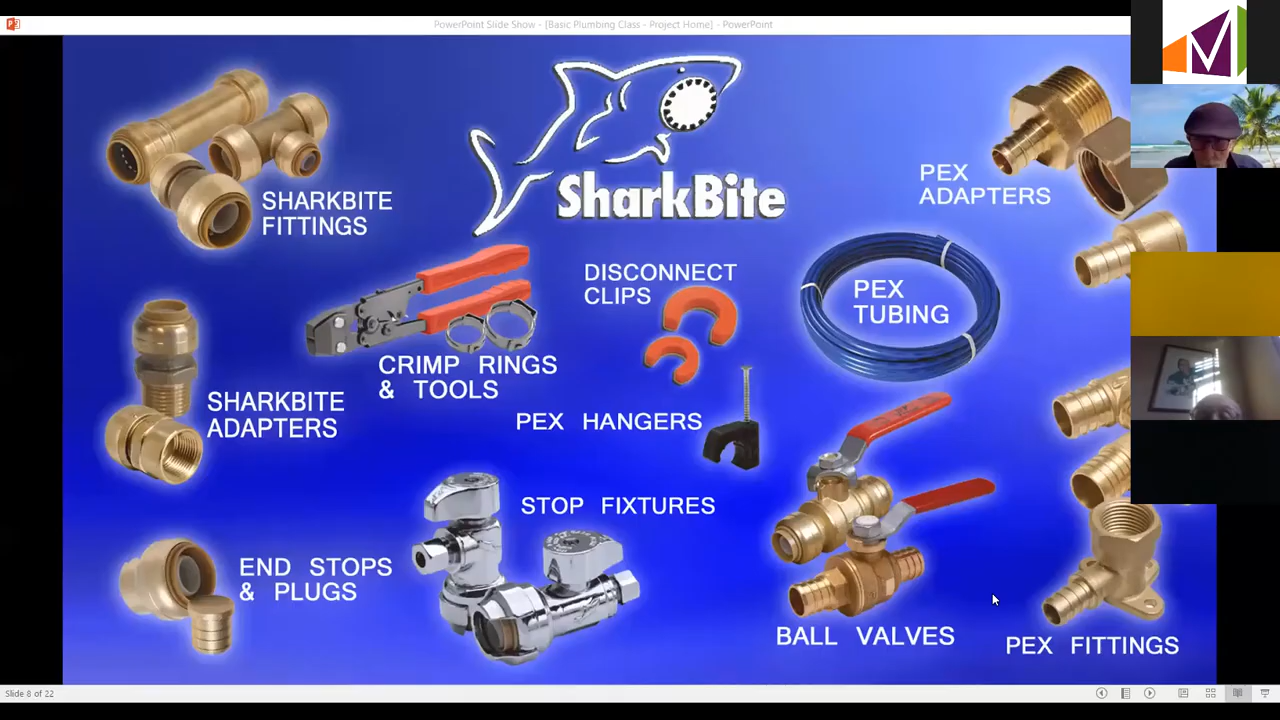 PowerPoint Slide Show - [Basic Plumbing Class - Project Home] - PowerPoint
SharkBite
SHARKBITE
FITTINGS
PEX
ADAPTERS
DISCONNECT
CLIPS
PEX
TUBING
CRIMP RINGS
& TOOLS
SHARKBITE
ADAPTERS
PEX HANGERS
STOP FIXTURES
END STOPS
& PLUGS
BALL VALVES
PEX FITTINGS
Slide 8 of 22